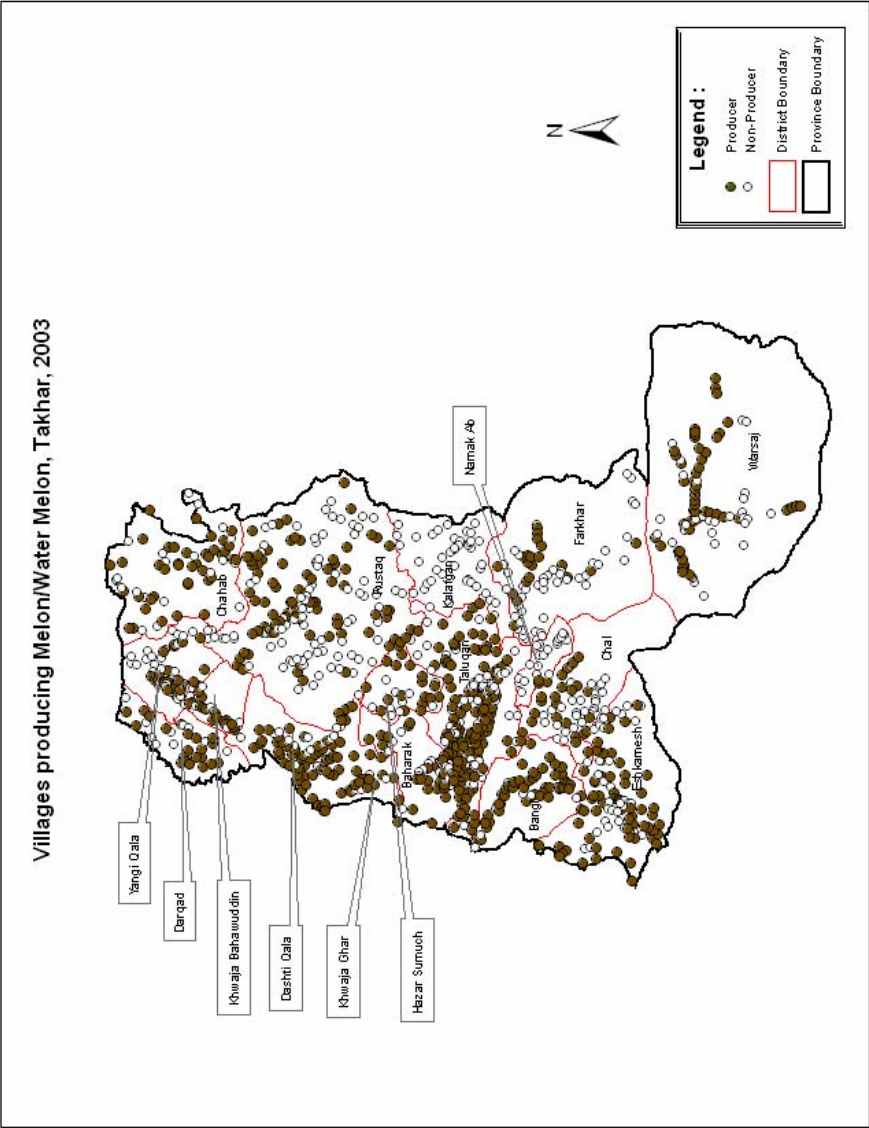 Villages producing Melon/Water Melon, Takhar, 2003
Yangi Qala
Darqad
Khwaja Bahawuddin
Dashti Qala
Khwaja Ghar
Hazar Sumuch
Namak Ab
Chahab
Rustaq
Kalafgan
Taluqan
Baharak
Bangi
Farkhar
Chal
Eshkamesh
Warsaj
N
Legend :
Producer
Non-Producer
District Boundary
Province Boundary